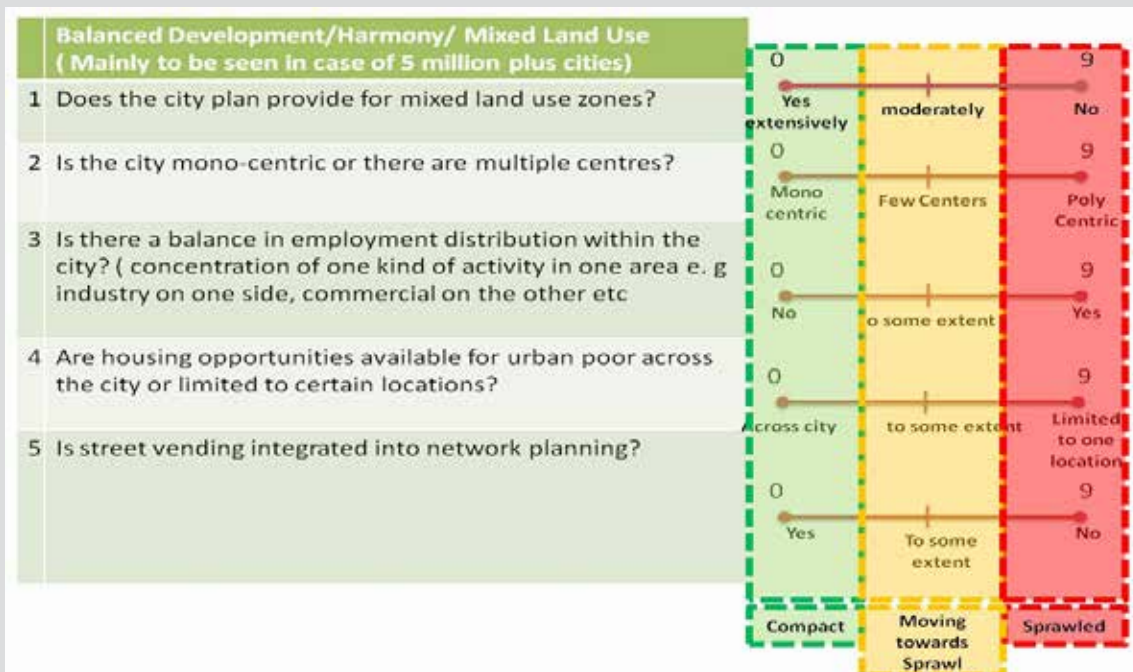 Balanced Development/Harmony/ Mixed Land Use
( Mainly to be seen in case of 5 million plus cities)
1 Does the city plan provide for mixed land use zones?
0 9
Yes extensively moderately No
2 Is the city mono-centric or there are multiple centres?
0 9
Mono centric Few Centers Poly Centric
3 Is there a balance in employment distribution within the
city? ( concentration of one kind of activity in one area e. g
industry on one side, commercial on the other etc
0 9
No o some extent Yes
4 Are housing opportunities available for urban poor across
the city or limited to certain locations?
0 9
Across city to some extent Limited to one location
5 Is street vending integrated into network planning?
0 9
Yes To some extent No
Compact Moving towards Sprawl Sprawled